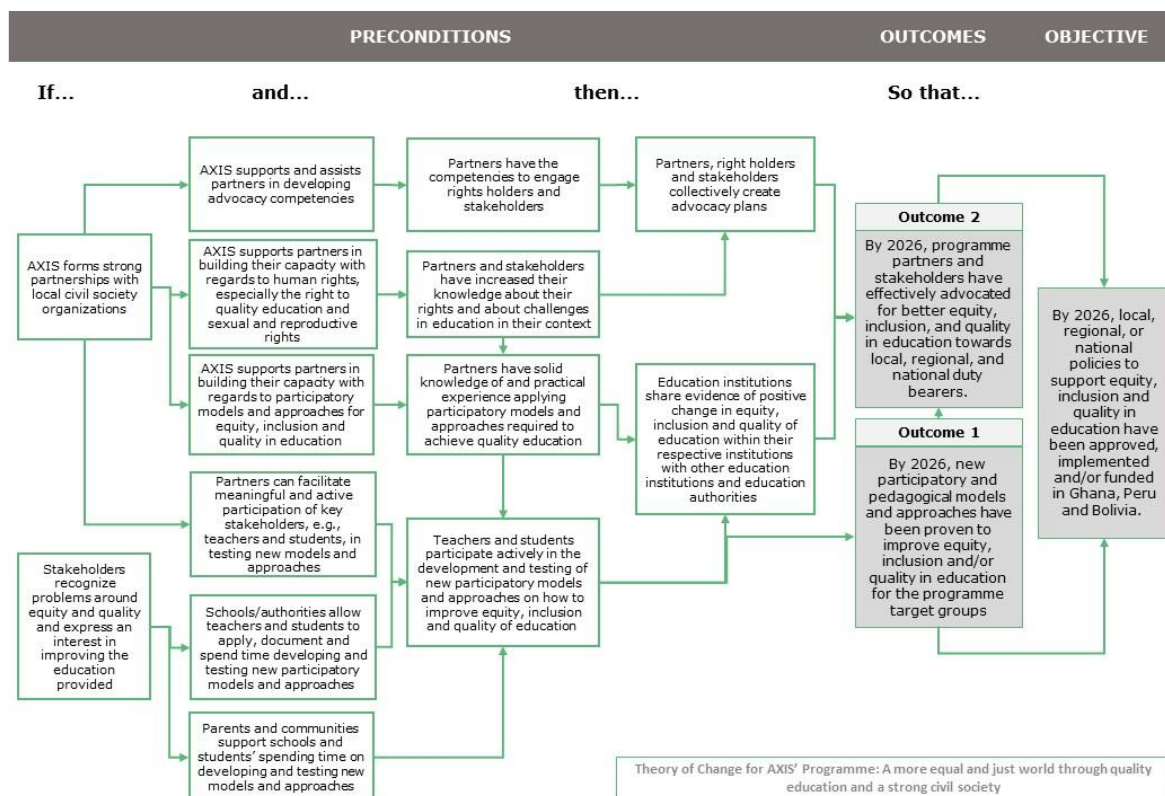 PRECONDITIONS
OUTCOMES
OBJECTIVE
If...
and...
then...
So that...
AXIS forms strong
partnerships with
local civil society
organizations
Stakeholders
recognize
problems around
equity and quality
and express an
interest in
improving the
education
provided
AXIS supports and assists
partners in developing
advocacy competencies
AXIS supports partners in
building their capacity with
regards to human rights,
especially the right to
quality education and
sexual and reproductive
rights
AXIS supports partners in
building their capacity with
regards to participatory
models and approaches for
equity, inclusion and
quality in education
Partners can facilitate
meaningful and active
participation of key
stakeholders, e.g.,
teachers and students, in
testing new models and
approaches
Schools/authorities allow
teachers and students to
apply, document and
spend time developing and
testing new participatory
models and approaches
Parents and communities
support schools and
students’ spending time on
developing and testing new
models and approaches
Partners have the
competencies to engage
rights holders and
stakeholders
Partners and stakeholders
have increased their
knowledge about their
rights and about challenges
in education in their context
Partners have solid
knowledge of and practical
experience applying
participatory models and
approaches required to
achieve quality education
Teachers and students
participate actively in the
development and testing of
new participatory models
and approaches on how to
improve equity, inclusion
and quality of education
Partners, right holders
and stakeholders
collectively create
advocacy plans
Education institutions
share evidence of positive
change in equity,
inclusion and quality of
education within their
respective institutions
with other education
institutions and education
authorities
Outcome 2
By 2026, programme
partners and
stakeholders have
effectively advocated
for better equity,
inclusion, and quality
in education towards
local, regional, and
national duty
bearers.
Outcome 1
By 2026, new
participatory and
pedagogical models
and approaches have
been proven to
improve equity,
inclusion and/or
quality in education
for the programme
target groups
By 2026, local,
regional, or
national
policies to
support equity,
inclusion and
quality in
education have
been approved,
implemented
and/or funded
in Ghana, Peru
and Bolivia.
Theory of Change for AXIS’ Programme: A more equal and just world through quality
education and a strong civil society